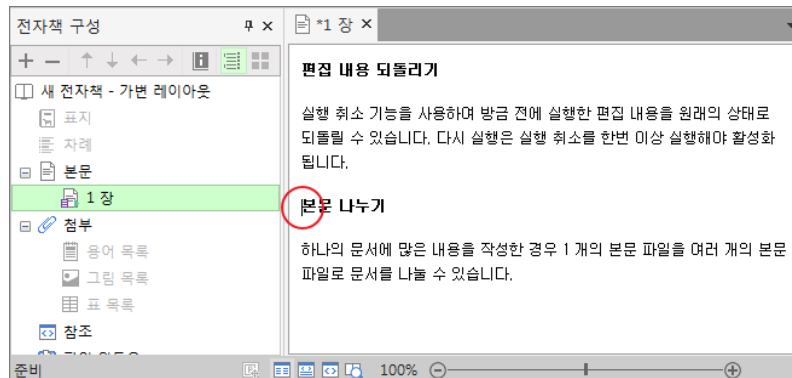 전자책 구성
*1 장
새 전자책 - 가변 레이아웃
표지
차례
본문
1 장
첨부
용어 목록
그림 목록
표 목록
참조
준비
100%
편집 내용 되돌리기
실행 취소 기능을 사용하여 방금 전에 실행한 편집 내용을 원래의 상태로
되돌릴 수 있습니다. 다시 실행은 실행 취소를 한번 이상 실행해야 활성화
됩니다.
본문 나누기
하나의 문서에 많은 내용을 작성한 경우 1 개의 본문 파일을 여러 개의 본문
파일로 문서를 나눌 수 있습니다.